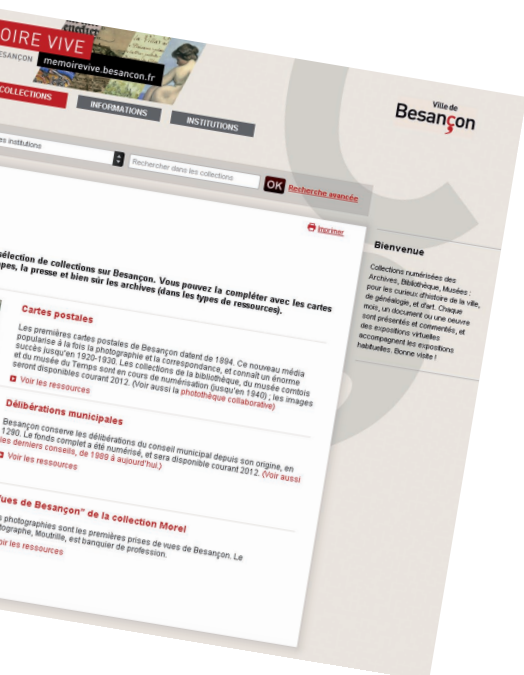 OIRE VIVE
memoirevive.besancon.fr
Ville de
Besançon
COLLECTIONS
INFORMATIONS
INSTITUTIONS
institutions
Rechercher dans les collections
OK
Recherche avancée
Imprimer
sélection de collections sur Besançon. Vous pouvez la compléter avec les cartes
la presse et bien sûr les archives (dans les types de ressources).
Cartes postales
Les premières cartes postales de Besançon datent de 1894. Ce nouveau média
popularise à la fois la photographie et la correspondance, et connaît un énorme
succès jusqu'en 1920-1930. Les collections de la bibliothèque, du musée comtois
et du musée du Temps sont en cours de numérisation (jusqu'en 1940) ; les images
seront disponibles courant 2012. (Voir aussi la photothèque collaborative)
Voir les ressources
Délibérations municipales
Besançon conserve les délibérations du conseil municipal depuis son origine, en
1290. Le fonds complet a été numérisé, et sera disponible courant 2012. (Voir aussi
les derniers conseils, de 1989 à aujourd'hui.)
Voir les ressources
ues de Besançon" de la collection Morel
photographies sont les premières prises de vues de Besançon. Le
tographe, Moutrille, est banquier de profession.
les ressources
Bienvenue
Collections numérisées des
Archives, Bibliothèque, Musées :
pour les curieux d'histoire de la ville,
de généalogie, et d'art. Chaque
mois, un document ou une oeuvre
sont présentés et commentés, et
des expositions virtuelles
accompagnent les expositions
habituelles. Bonne visite !